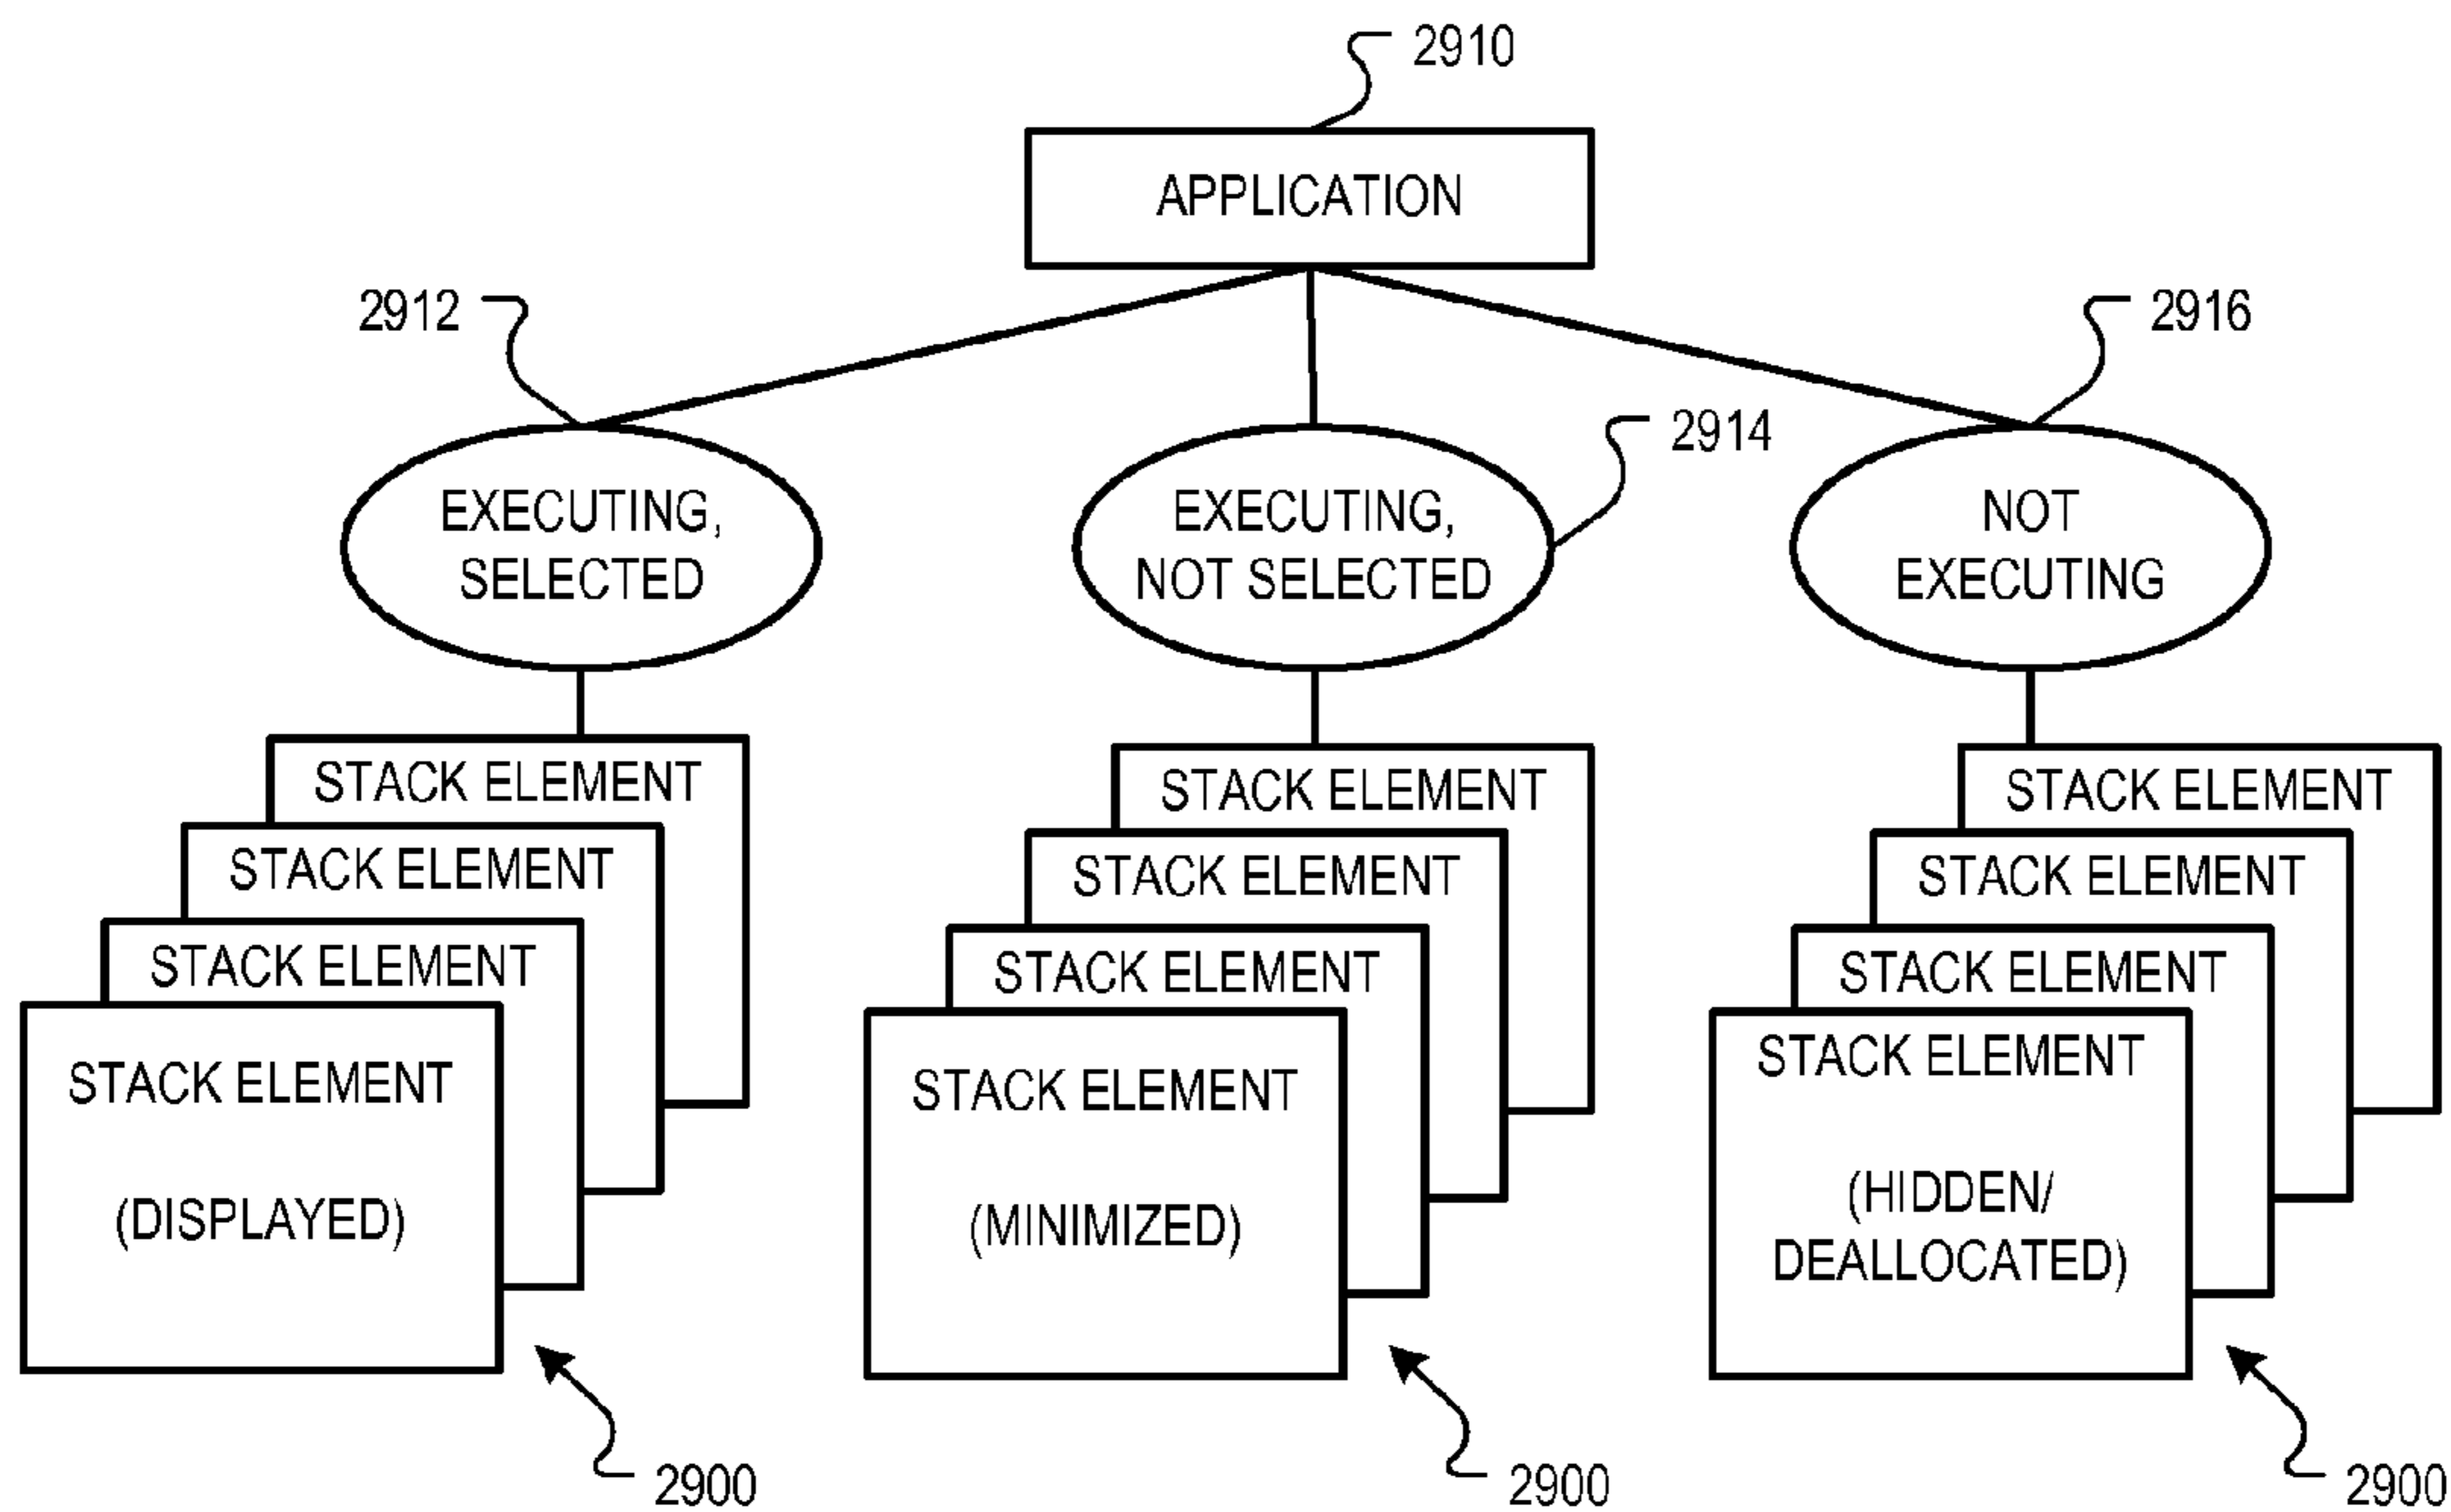 2910
APPLICATION
2912
2916
2914
EXECUTING,
SELECTED
EXECUTING,
NOT SELECTED
NOT
EXECUTING
STACK ELEMENT
STACK ELEMENT
STACK ELEMENT
STACK ELEMENT
(DISPLAYED)
2900
STACK ELEMENT
STACK ELEMENT
STACK ELEMENT
STACK ELEMENT
(MINIMIZED)
2900
STACK ELEMENT
STACK ELEMENT
STACK ELEMENT
STACK ELEMENT
(HIDDEN/
DEALLOCATED)
2900